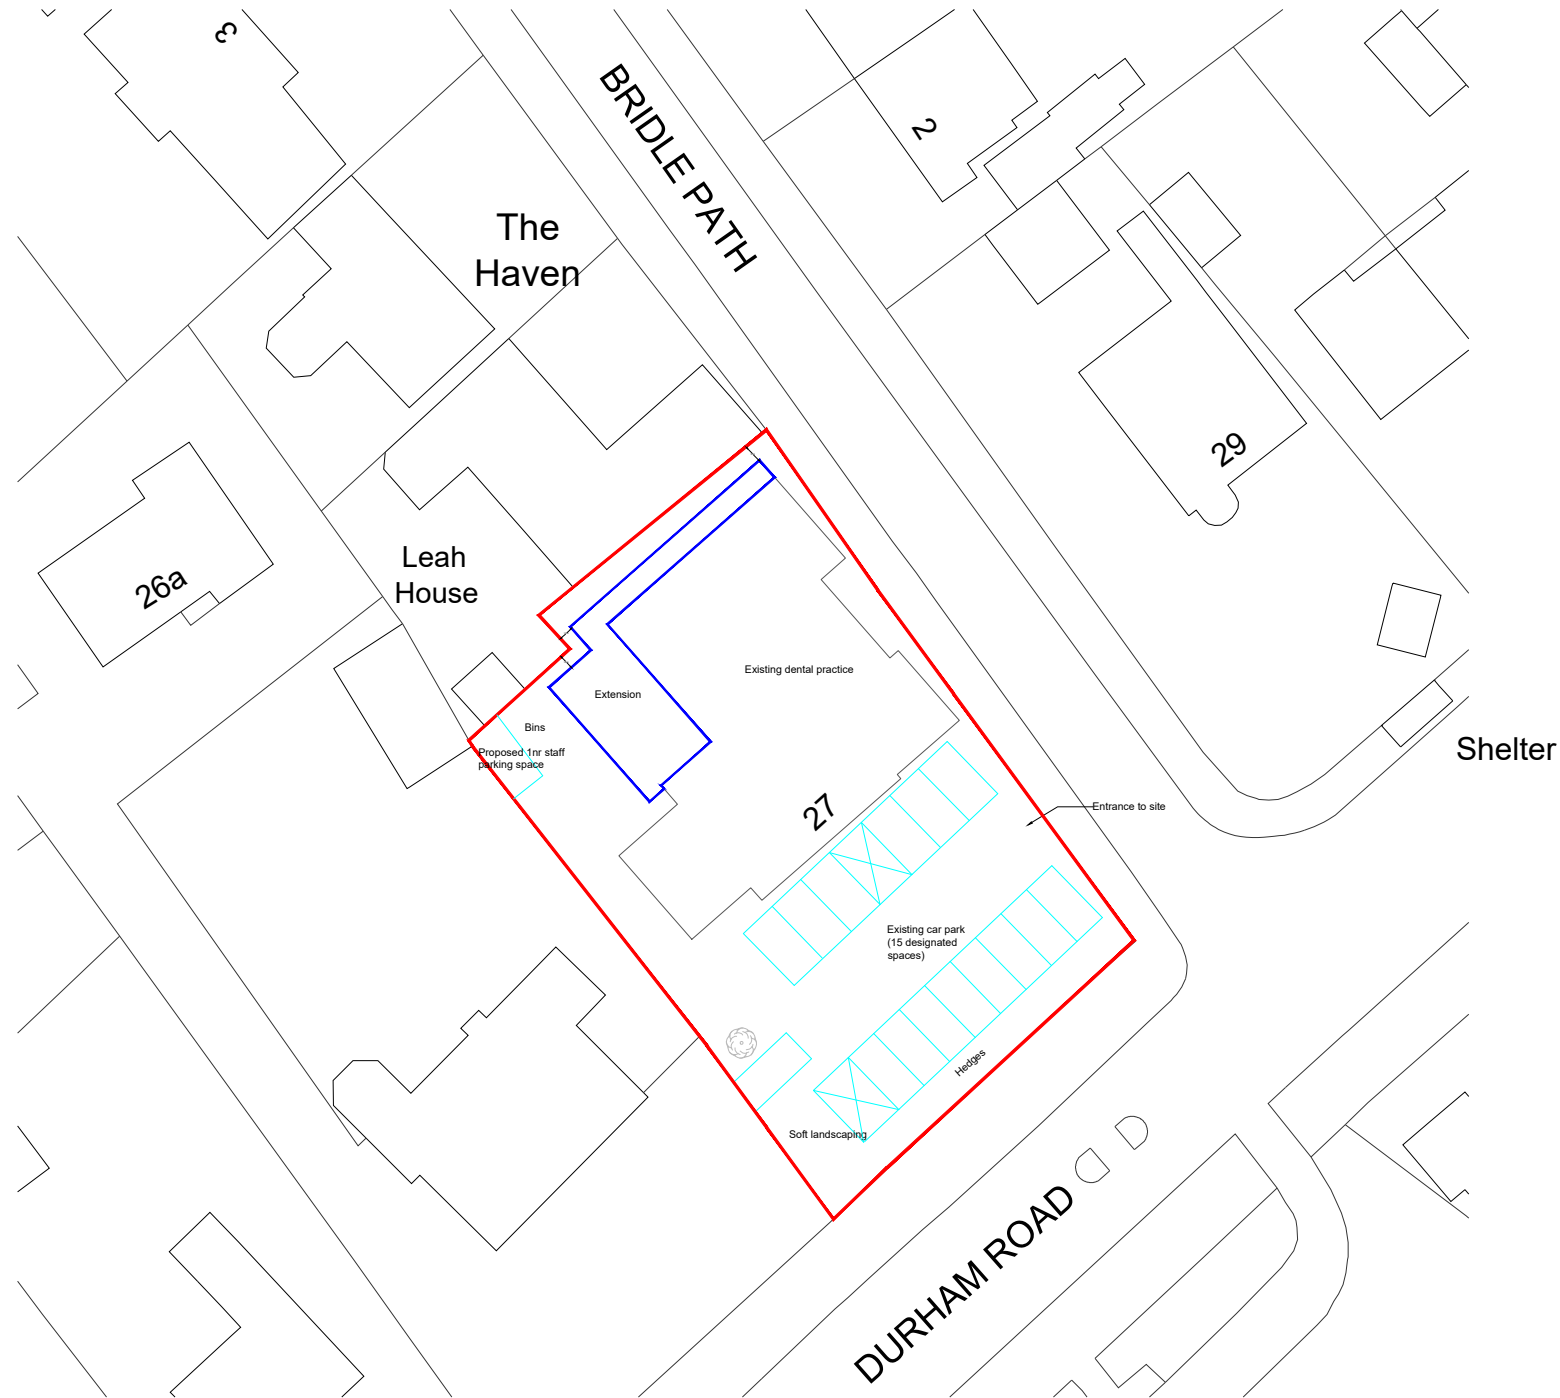 3
BRIDLE PATH
2
The
Haven
29
Leah
House
26a
Existing dental practice
Extension
Bins
Proposed 1nr staff
parking space
Shelter
27
Entrance to site
Existing car park
(15 designated
spaces)
Hedges
Soft landscaping
DURHAM ROAD